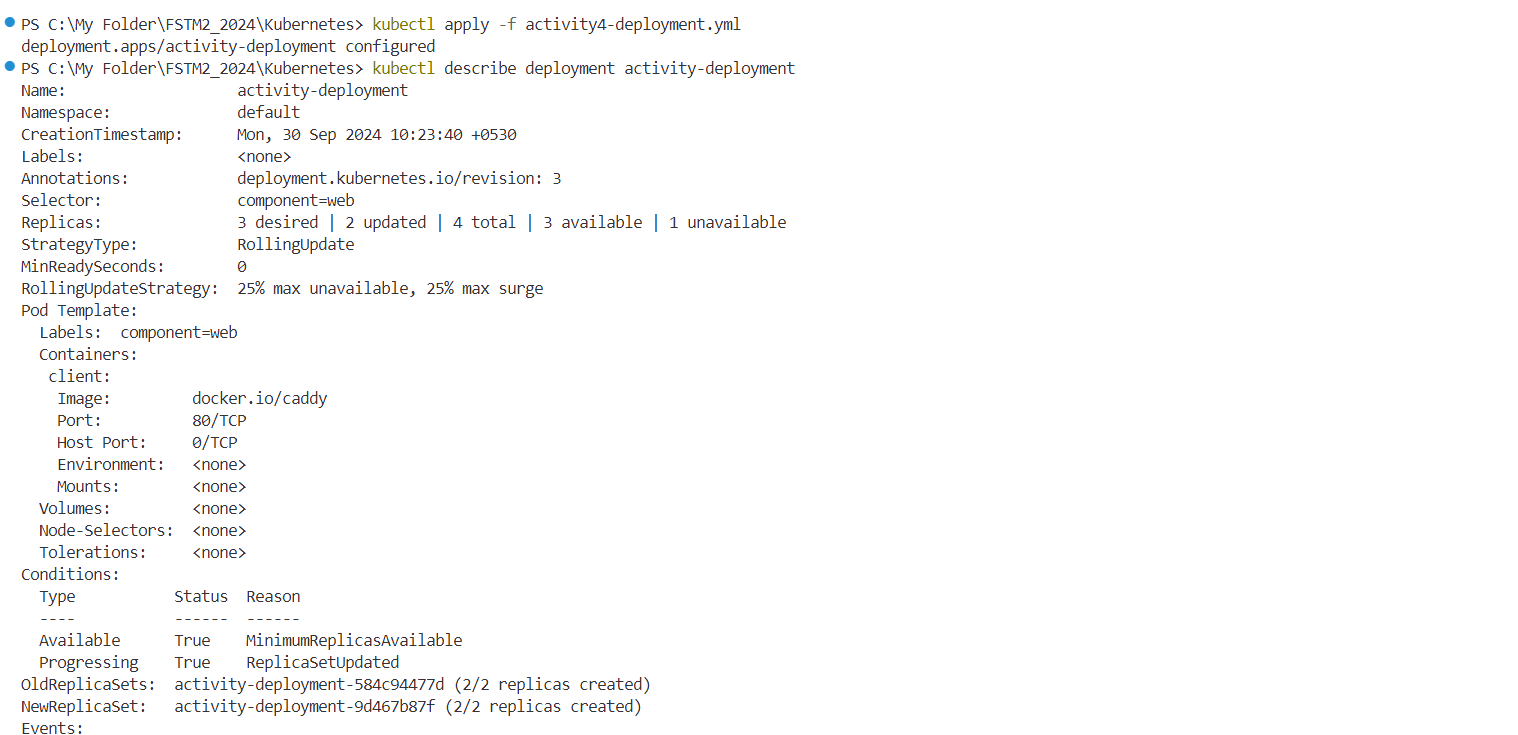 PS C:\My Folder\FSTM2_2024\Kubernetes> kubectl apply -f activity4-deployment.yml
deployment.apps/activity-deployment configured
PS C:\My Folder\FSTM2_2024\Kubernetes> kubectl describe deployment activity-deployment
Name:                   activity-deployment
Namespace:              default
CreationTimestamp:      Mon, 30 Sep 2024 10:23:40 +0530
Labels:                 <none>
Annotations:            deployment.kubernetes.io/revision: 3
Selector:               component=web
Replicas:               3 desired | 2 updated | 4 total | 3 available | 1 unavailable
StrategyType:           RollingUpdate
MinReadySeconds:        0
RollingUpdateStrategy:  25% max unavailable, 25% max surge
Pod Template:
  Labels:  component=web
  Containers:
   client:
    Image:         docker.io/caddy
    Port:          80/TCP
    Host Port:     0/TCP
    Environment:   <none>
    Mounts:        <none>
  Volumes:         <none>
  Node-Selectors:  <none>
  Tolerations:     <none>
Conditions:
  Type           Status  Reason
  ----           ------  ------
  Available      True    MinimumReplicasAvailable
  Progressing    True    ReplicaSetUpdated
OldReplicaSets:  activity-deployment-584c94477d (2/2 replicas created)
NewReplicaSet:   activity-deployment-9d467b87f (2/2 replicas created)
Events: